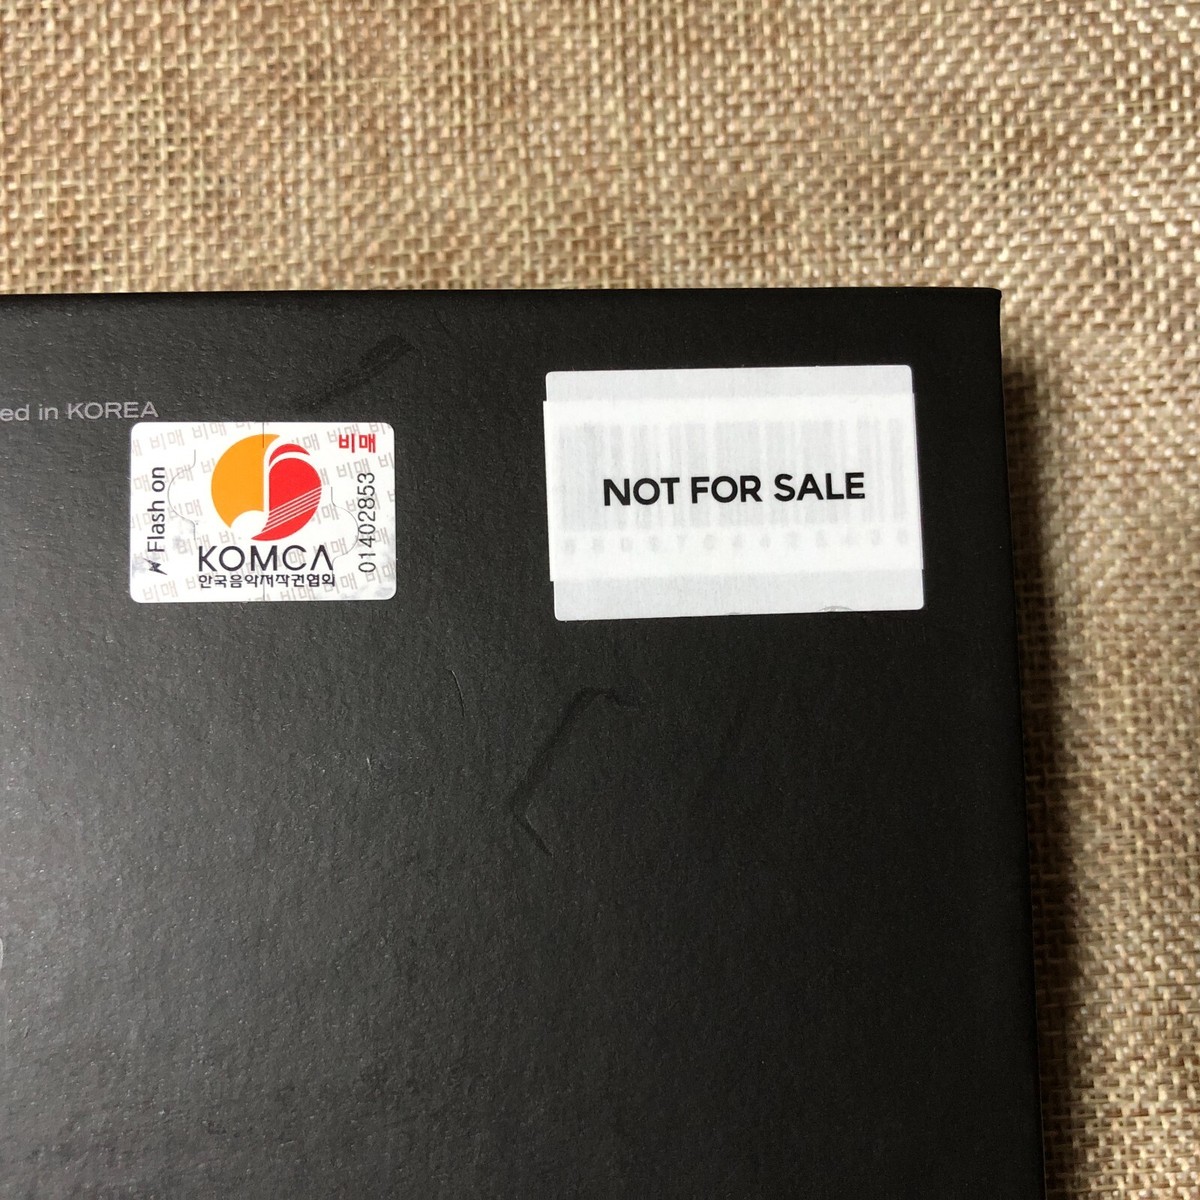 ed in KOREA
비매
Flash on
01402853
KOMCA
한국음악저작권협회
NOT FOR SALE